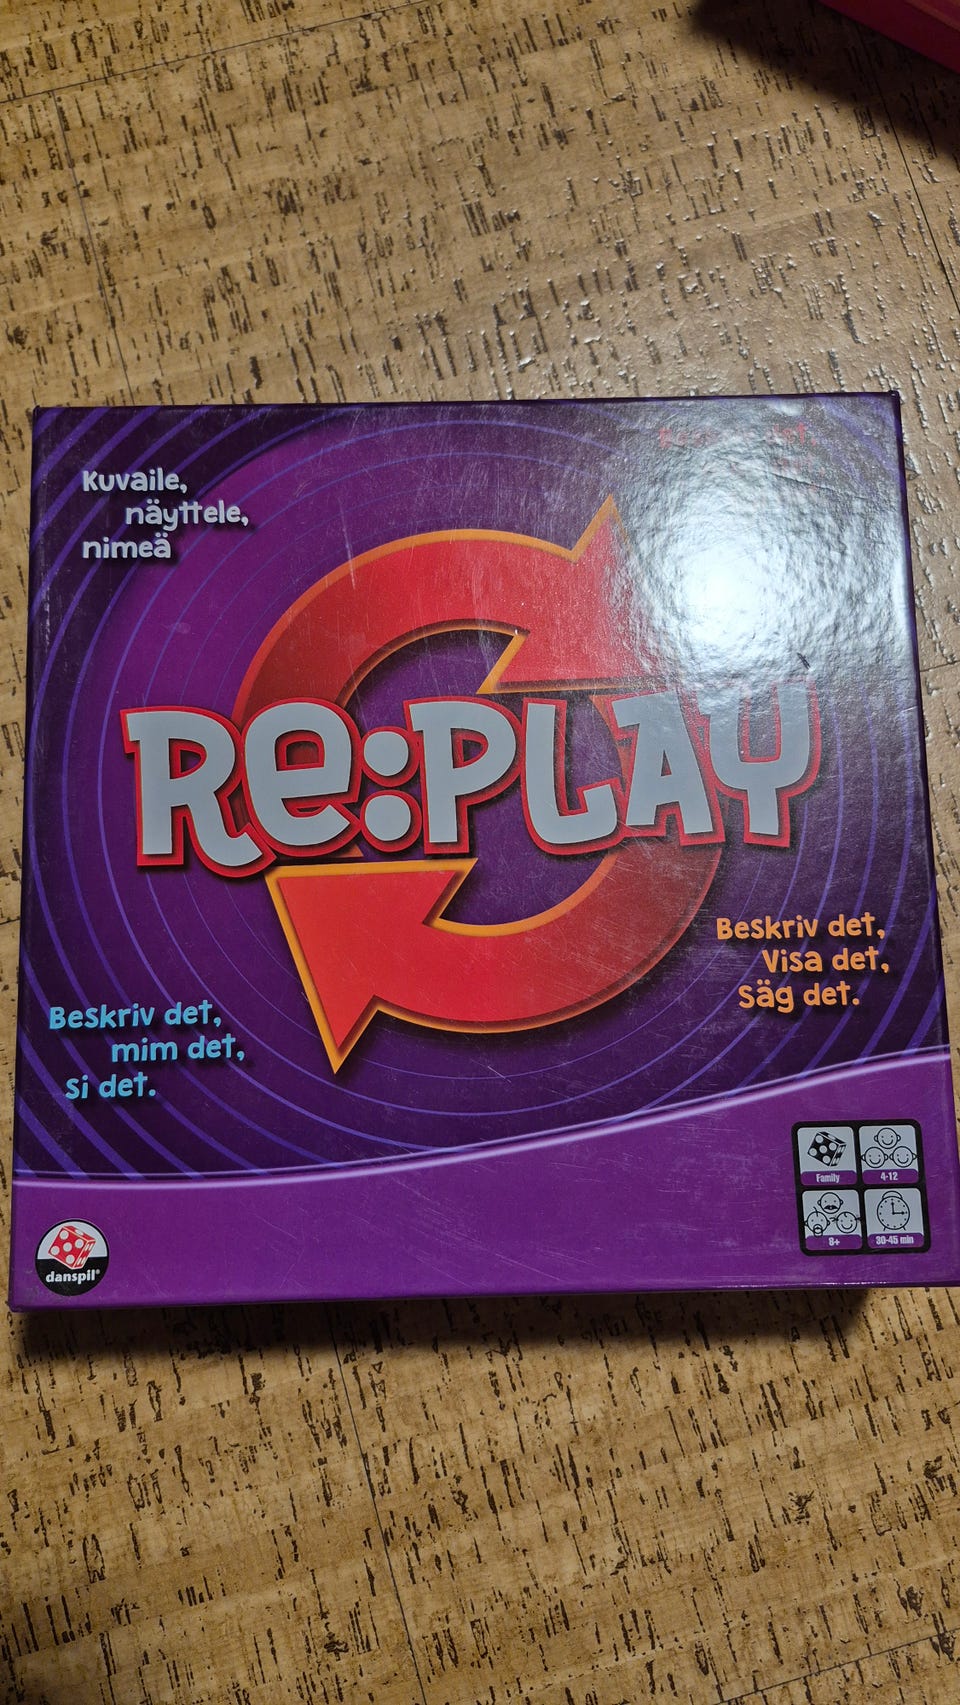 Kuvaile,
näyttele,
nimeä
Re:PLAY
Beskriv det,
Visa det,
Säg det.
Beskriv det,
mim det,
si det.
Family
4-12
8+
30-45 min
danspil®